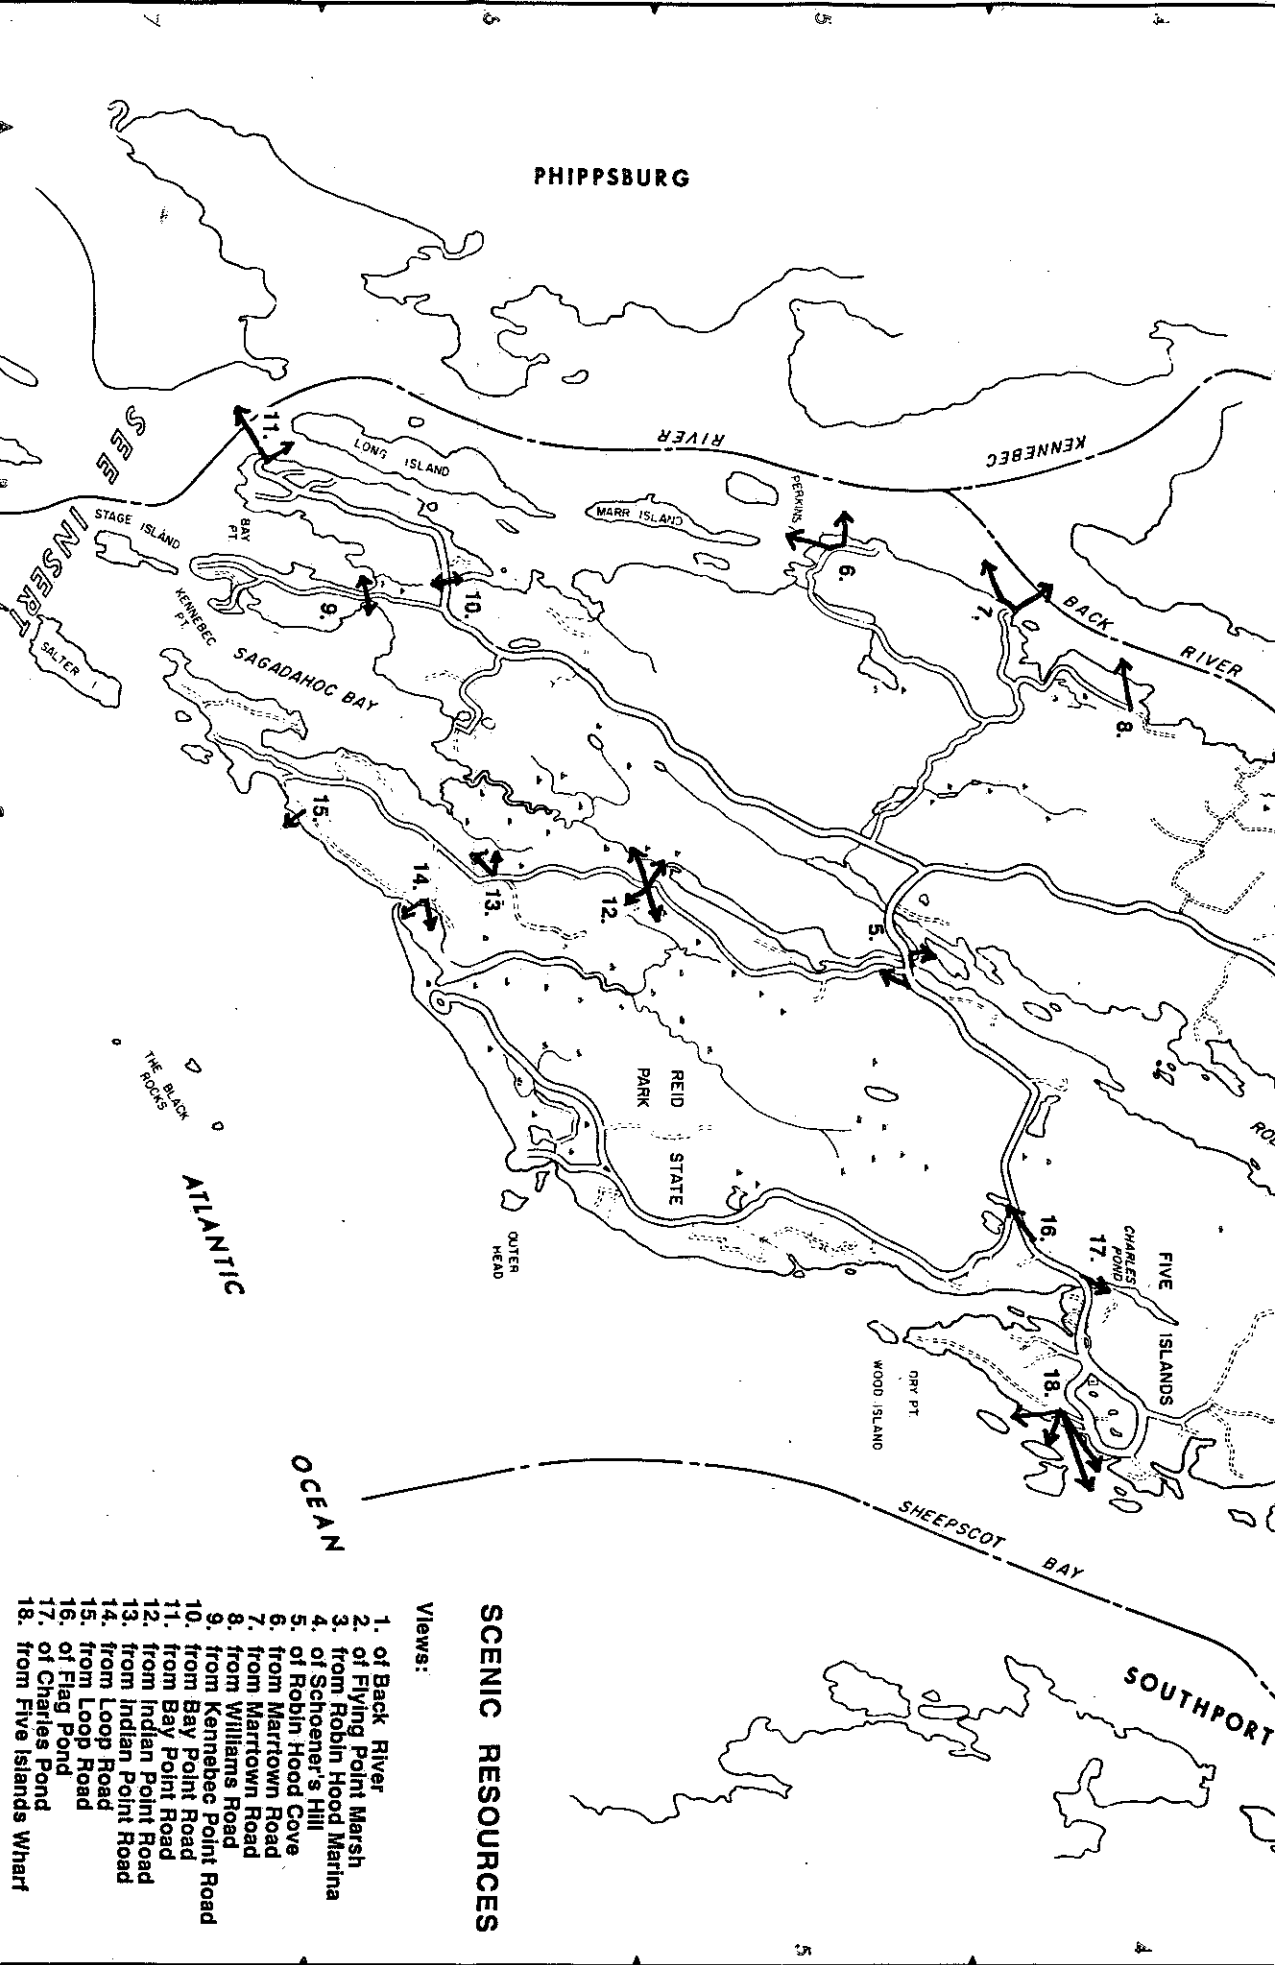 7
6
5
4
PHIPPSBURG
KENNEBEC
RIVER
BACK
RIVER
LONG ISLAND
MARR ISLAND
PERKINS
6.
7.
8.
11.
10.
9.
BAY
PT.
STAGE ISLAND
KENNEBEC
PT.
SEE
INSERT
SALTER I
SAGADAHOC BAY
15.
14.
13.
12.
5.
REID
STATE
PARK
THE BLACK
ROCKS
OUTER
HEAD
16.
17.
CHARLES
POND
FIVE
ISLANDS
18.
DRY PT.
WOOD ISLAND
ATLANTIC
OCEAN
SHEEPSCOT
BAY
SOUTHPORT
SCENIC RESOURCES
Views:
1. of Back River
2. of Flying Point Marsh
3. from Robin Hood Marina
4. of Schoener's Hill
5. of Robin Hood Cove
6. from Marrtown Road
7. from Marrtown Road
8. from Williams Road
9. from Kennebec Point Road
10. from Bay Point Road
11. from Bay Point Road
12. from Indian Point Road
13. from Indian Point Road
14. from Loop Road
15. from Loop Road
16. of Flag Pond
17. of Charles Pond
18. from Five Islands Wharf
5
4